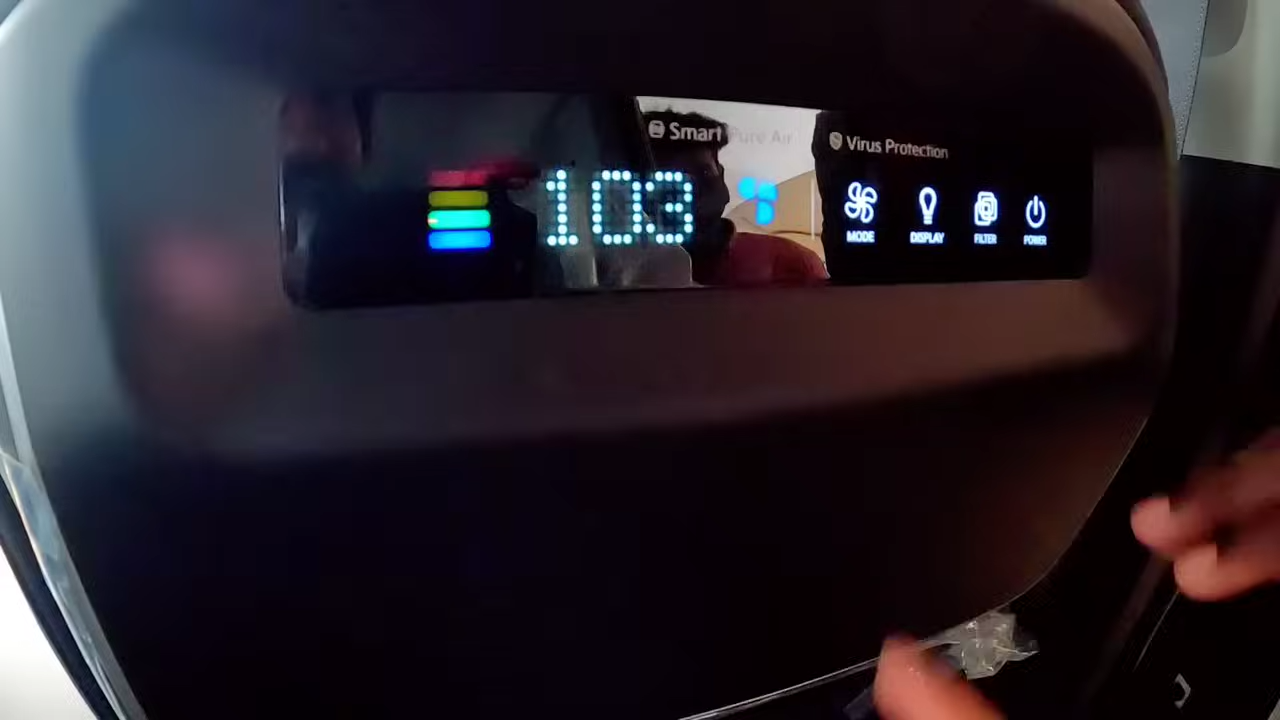 Smart Pure Air
Virus Protection
103
MODE
DISPLAY
FILTER
POWER